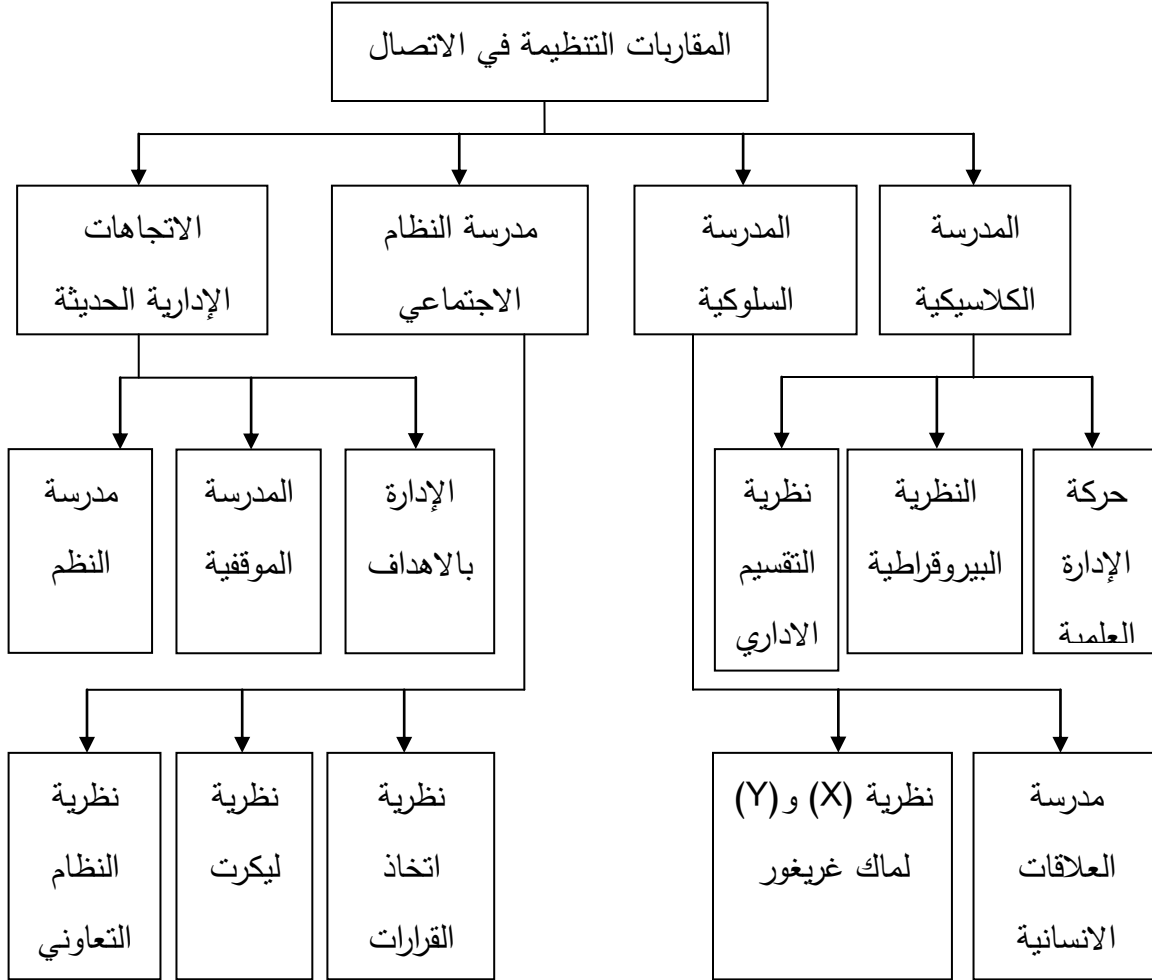 المقاربات التنظيمة في الاتصال
المدرسة
الكلاسيكية
المدرسة
السلوكية
مدرسة النظام
الاجتماعي
الاتجاهات
الإدارية الحديثة
حركة
الإدارة
العلمية
النظرية
البيروقراطية
نظرية
التقسيم
الاداري
الإدارة
بالاهداف
المدرسة
الموقفية
مدرسة
النظم
مدرسة
العلاقات
الانسانية
نظرية (X) و(Y)
لماك غريغور
نظرية
اتخاذ
القرارات
نظرية
ليكرت
نظرية
النظام
التعاوني